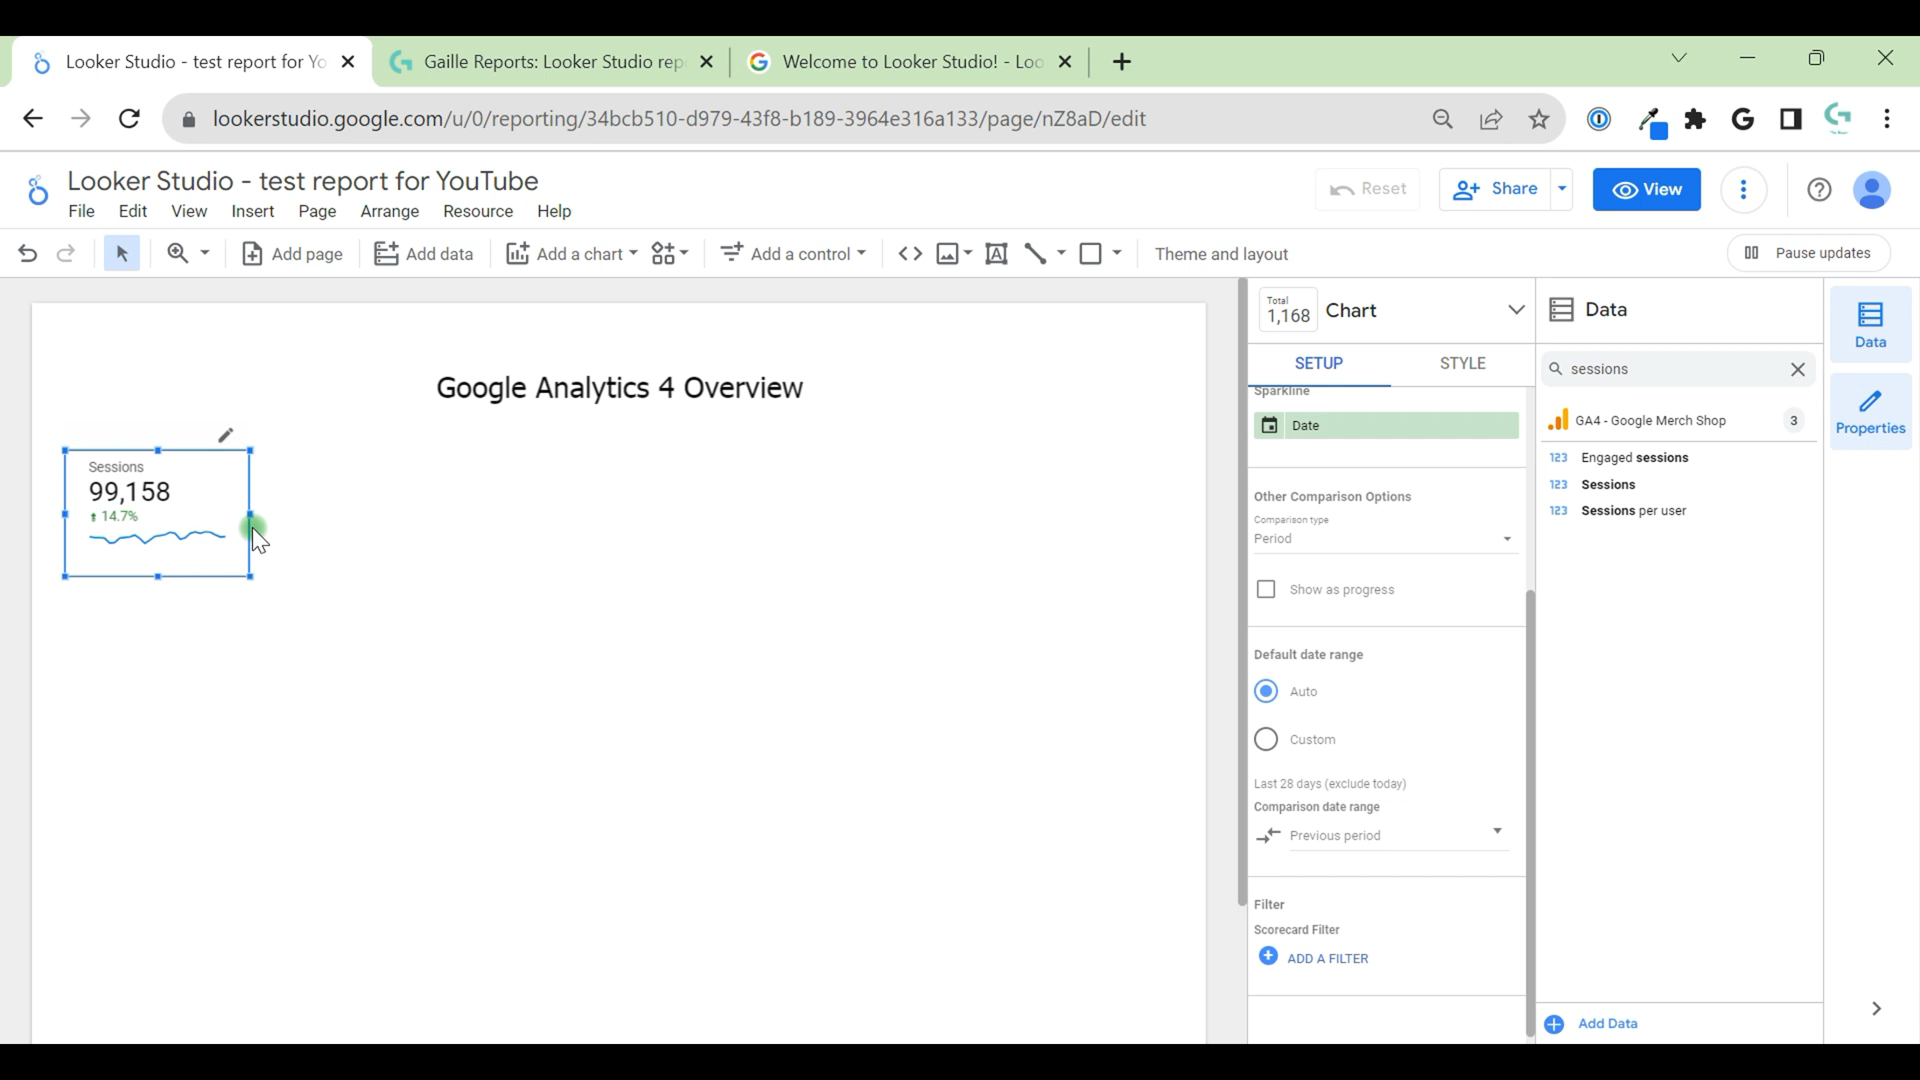 Looker Studio - test report for Yo
Gaille Reports: Looker Studio rep
Welcome to Looker Studio! - Loo
lookerstudio.google.com/u/0/reporting/34bcb510-d979-43f8-b189-3964e316a133/page/nZ8aD/edit
Looker Studio - test report for YouTube
File Edit View Insert Page Arrange Resource Help
Reset
Share
View
Add page
Add data
Add a chart
Add a control
Theme and layout
Pause updates
Google Analytics 4 Overview
Sessions
99,158
14.7%
Total
1,168
Chart
SETUP
STYLE
Sparkline
Date
Other Comparison Options
Comparison type
Period
Show as progress
Default date range
Auto
Custom
Last 28 days (exclude today)
Comparison date range
Previous period
Filter
Scorecard Filter
ADD A FILTER
Data
sessions
GA4 - Google Merch Shop 3
123 Engaged sessions
123 Sessions
123 Sessions per user
Add Data
Data
Properties